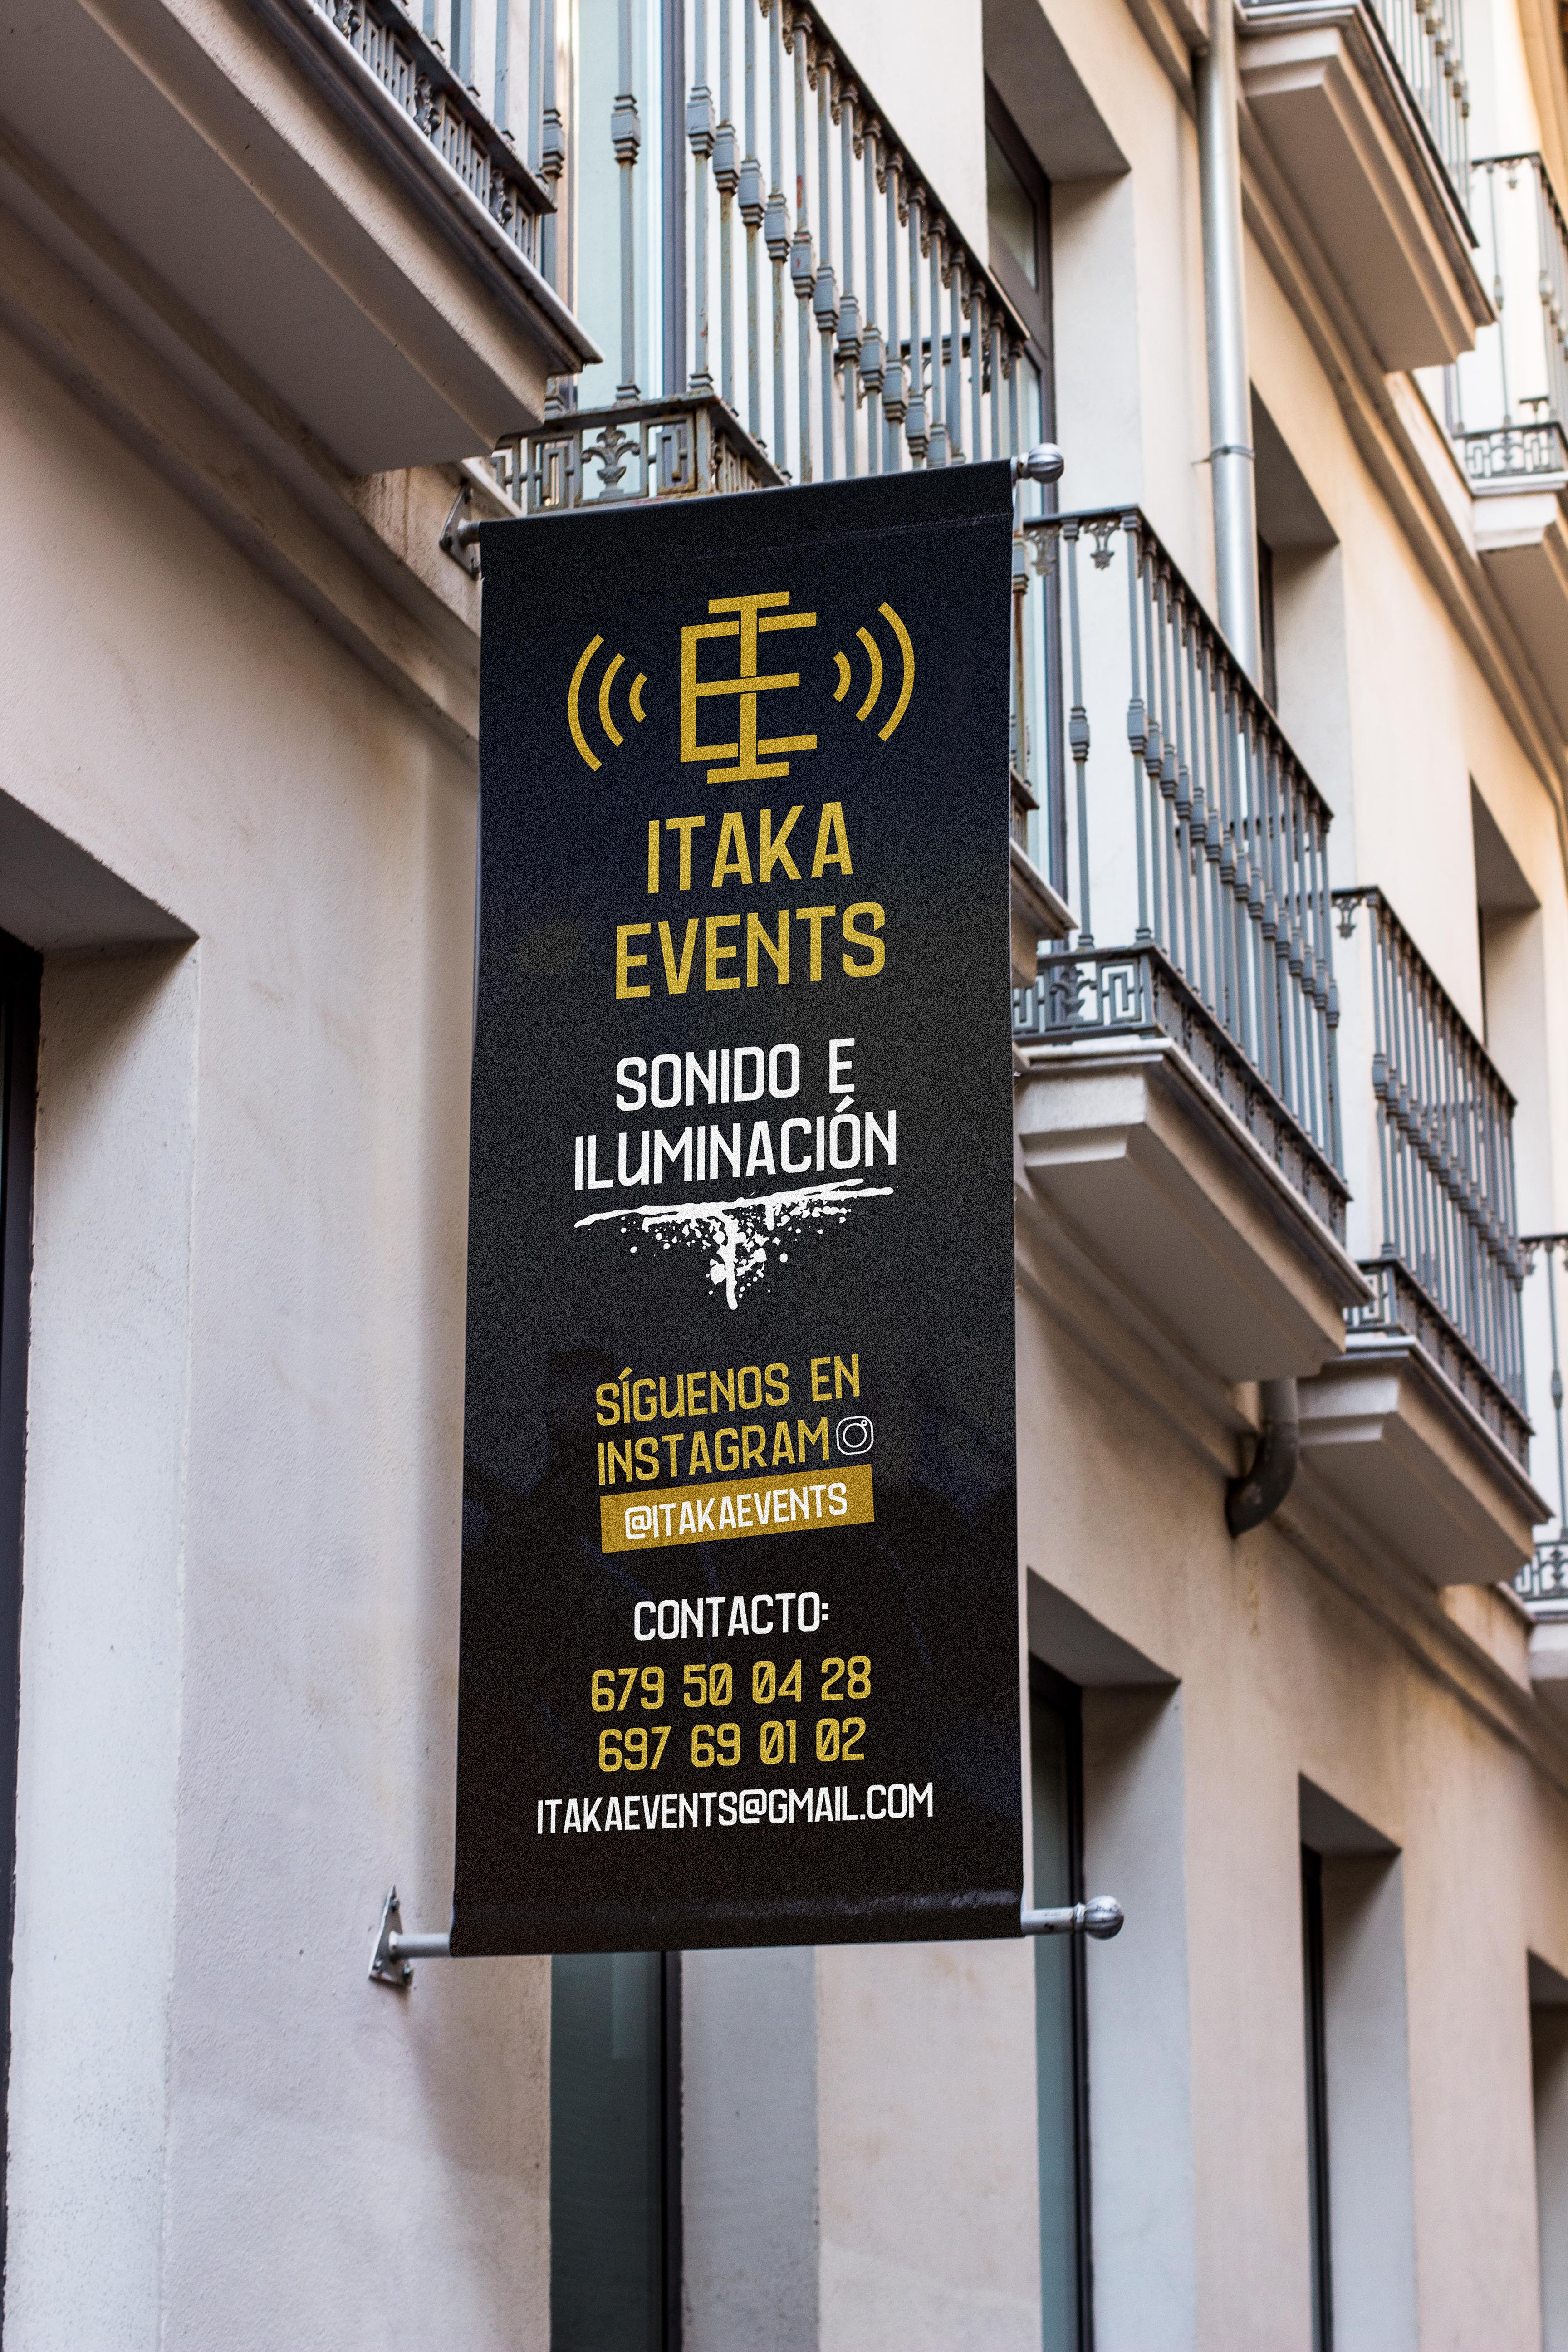 ITAKA
EVENTS
SONIDO E
ILUMINACIÓN
SÍGUENOS EN
INSTAGRAM
@ITAKAEVENTS
CONTACTO:
679 50 04 28
697 69 01 02
ITAKAEVENTS@GMAIL.COM